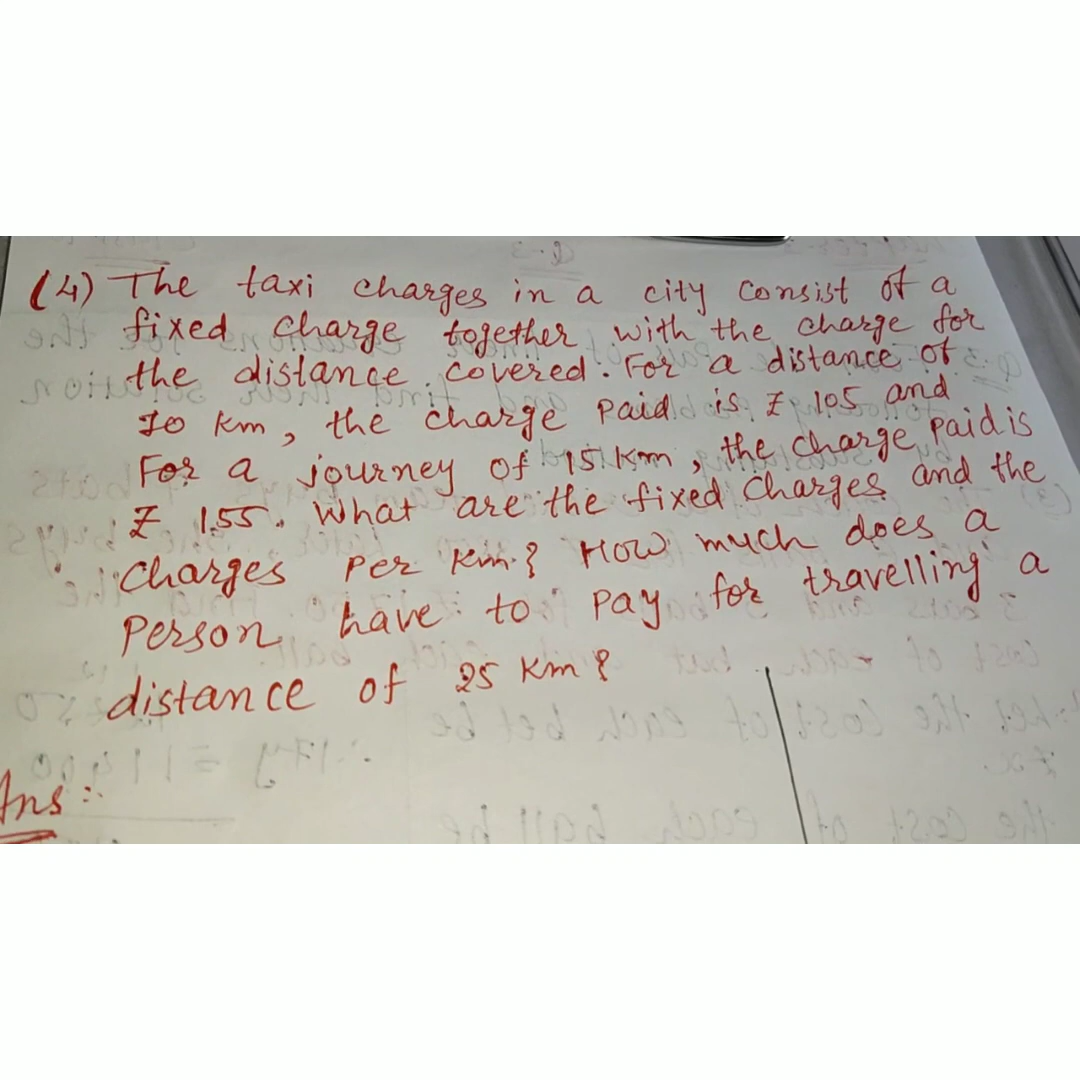 (4) The taxi charges in a city consist of a
fixed charge together with the charge for
the distance covered. For a distance of
10 km, the charge paid is ₹ 105 and
For a journey of 15 km, the charge paid is
₹ 155. What are the fixed charges and the
charges per km? How much does a
person have to pay for travelling a
distance of 25 km?
Ans :